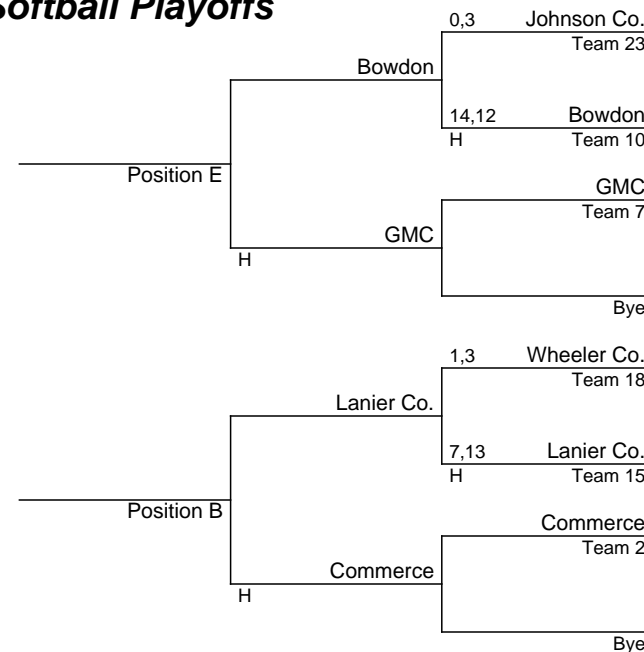 Softball Playoffs
0,3 Johnson Co.
Team 23
Bowdon
14,12 Bowdon
H Team 10
Position E
GMC
Team 7
GMC
H
Bye
1,3 Wheeler Co.
Team 18
Lanier Co.
7,13 Lanier Co.
H Team 15
Position B
Commerce
Team 2
Commerce
H
Bye